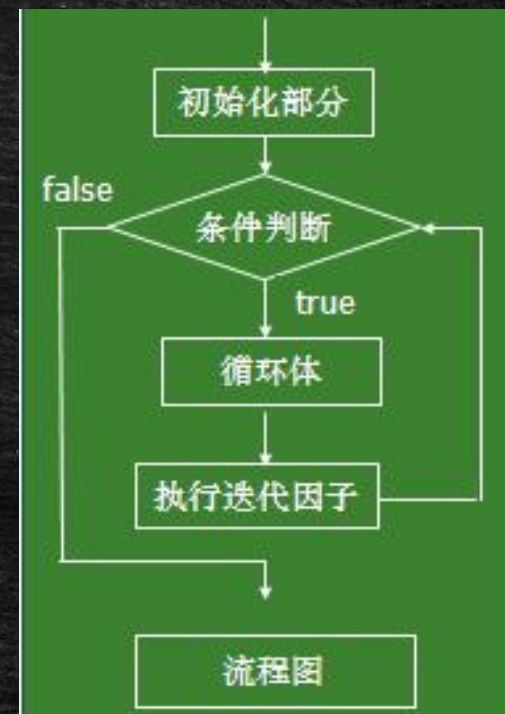 初始化部分
false
条件判断
true
循环体
执行迭代因子
流程图